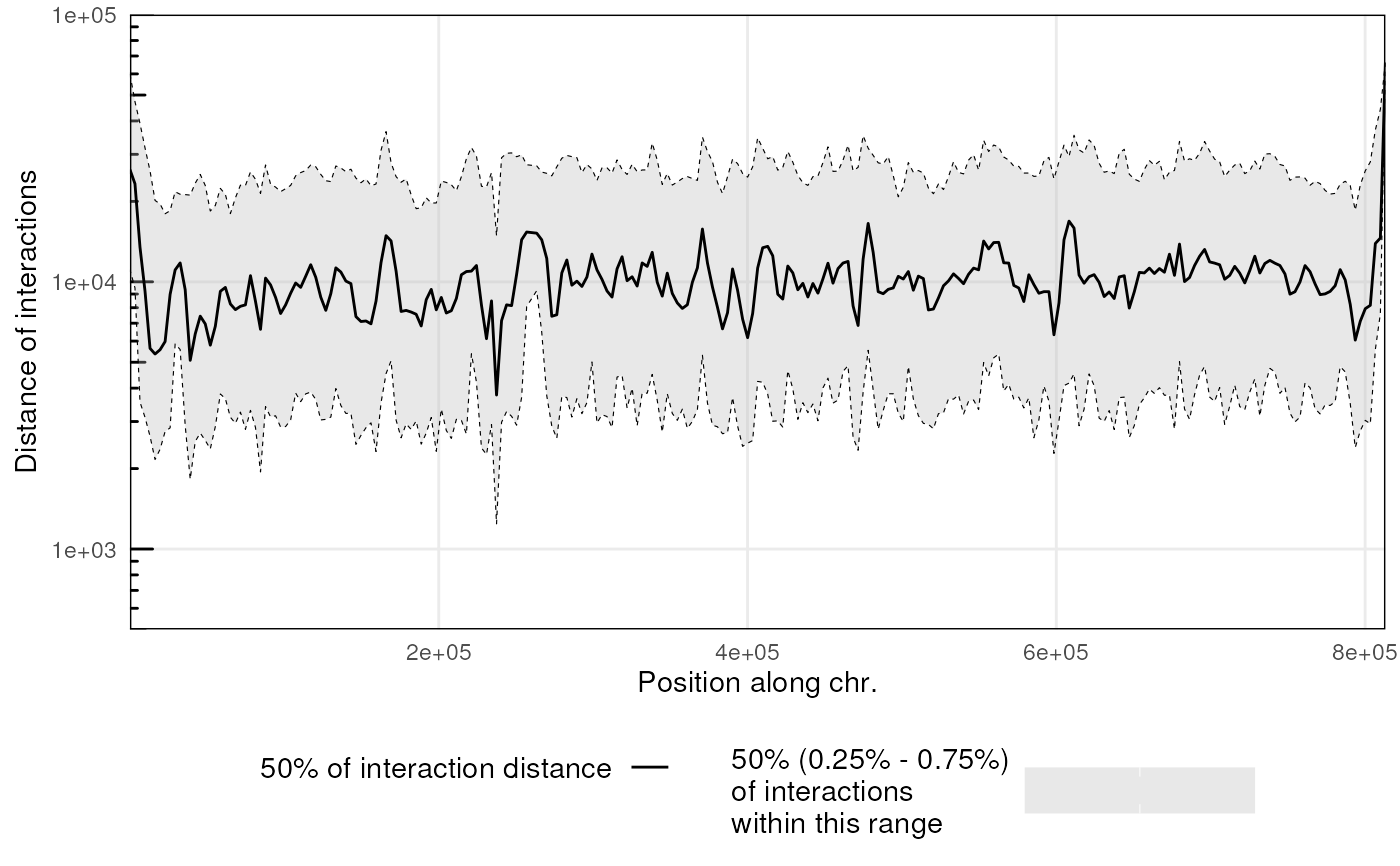 1e+05
1e+04
1e+03
Distance of interactions
2e+05
4e+05
6e+05
8e+05
Position along chr.
50% of interaction distance
50% (0.25% - 0.75%)
of interactions
within this range